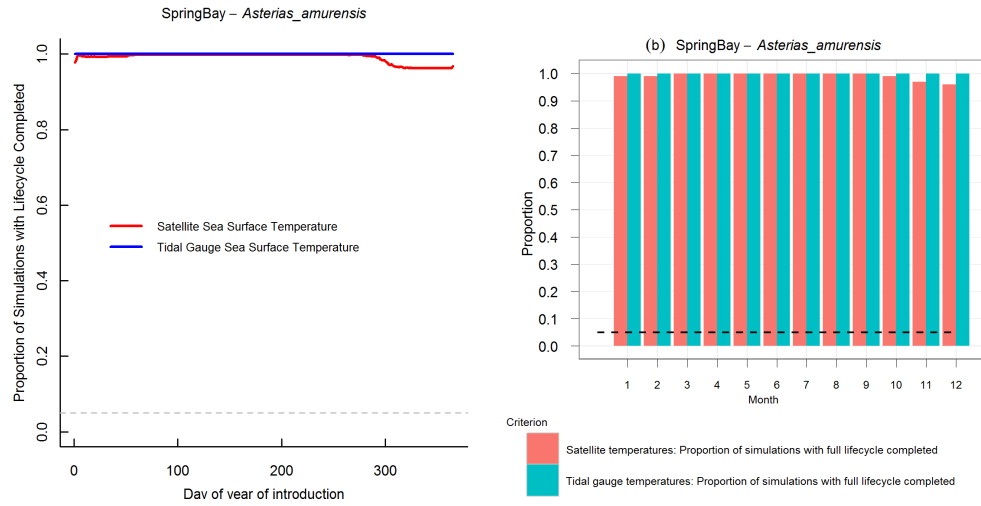 SpringBay – Asterias_amurensis
Proportion of Simulations with Lifecycle Completed
1.0
0.8
0.6
0.4
0.2
0.0
Satellite Sea Surface Temperature
Tidal Gauge Sea Surface Temperature
0 100 200 300
Day of year of introduction
(b) SpringBay – Asterias_amurensis
Proportion
1.0
0.9
0.8
0.7
0.6
0.5
0.4
0.3
0.2
0.1
0.0
1 2 3 4 5 6 7 8 9 10 11 12
Month
Criterion
Satellite temperatures: Proportion of simulations with full lifecycle completed
Tidal gauge temperatures: Proportion of simulations with full lifecycle completed